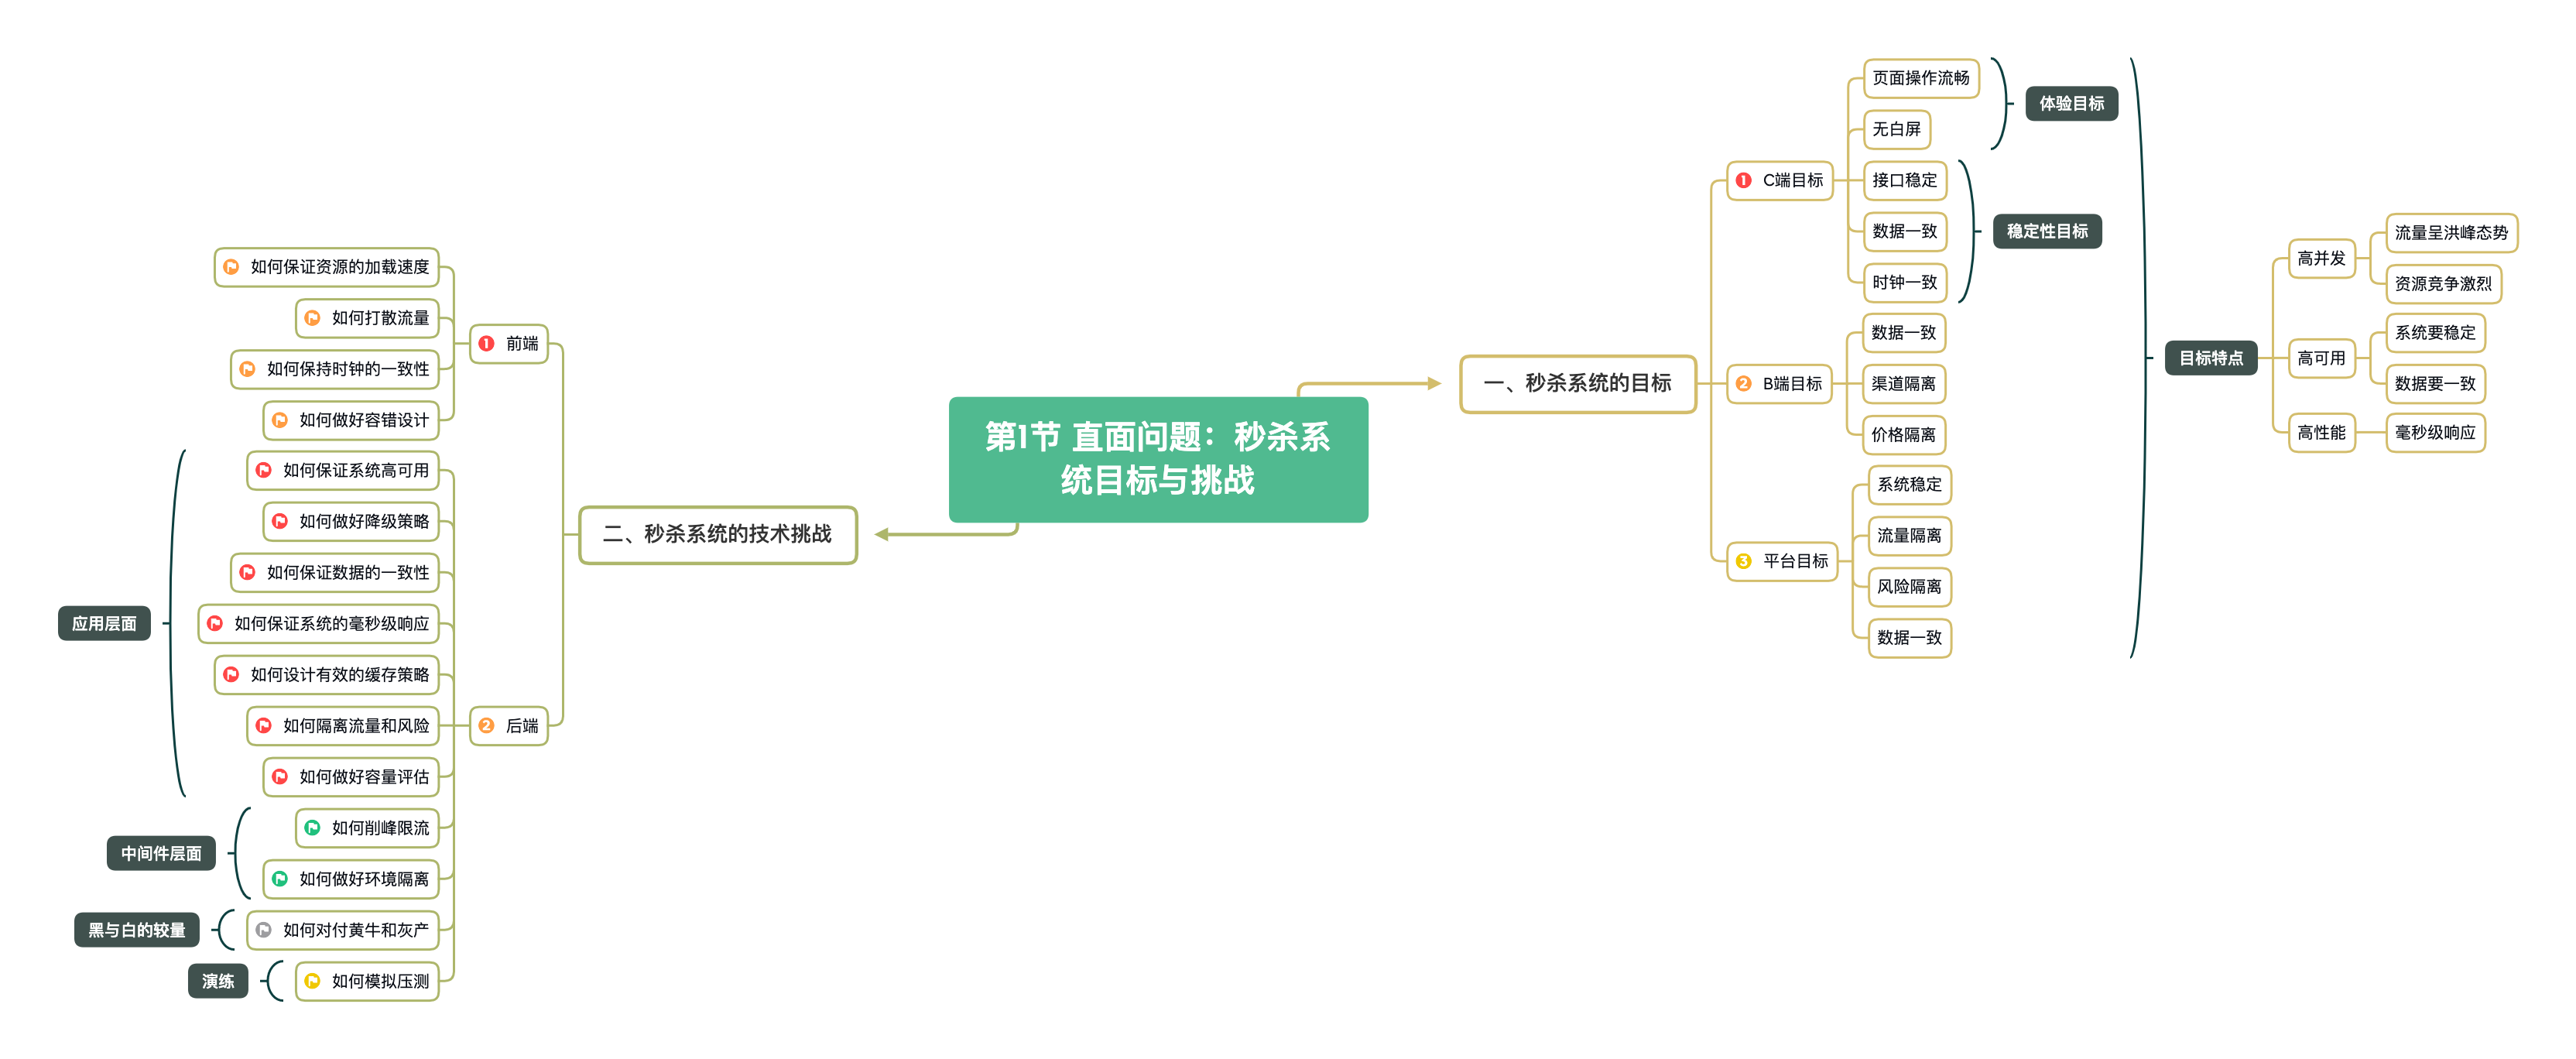 第1节 直面问题：秒杀系
统目标与挑战
一、秒杀系统的目标
C端目标
页面操作流畅
无白屏
体验目标
接口稳定
数据一致
时钟一致
稳定性目标
B端目标
数据一致
渠道隔离
价格隔离
平台目标
系统稳定
流量隔离
风险隔离
数据一致
目标特点
高并发
流量呈洪峰态势
资源竞争激烈
高可用
系统要稳定
数据要一致
高性能
毫秒级响应
二、秒杀系统的技术挑战
前端
如何保证资源的加载速度
如何打散流量
如何保持时钟的一致性
如何做好容错设计
后端
如何保证系统高可用
如何做好降级策略
如何保证数据的一致性
如何保证系统的毫秒级响应
如何设计有效的缓存策略
如何隔离流量和风险
如何做好容量评估
应用层面
如何削峰限流
如何做好环境隔离
中间件层面
如何对付黄牛和灰产
黑与白的较量
如何模拟压测
演练